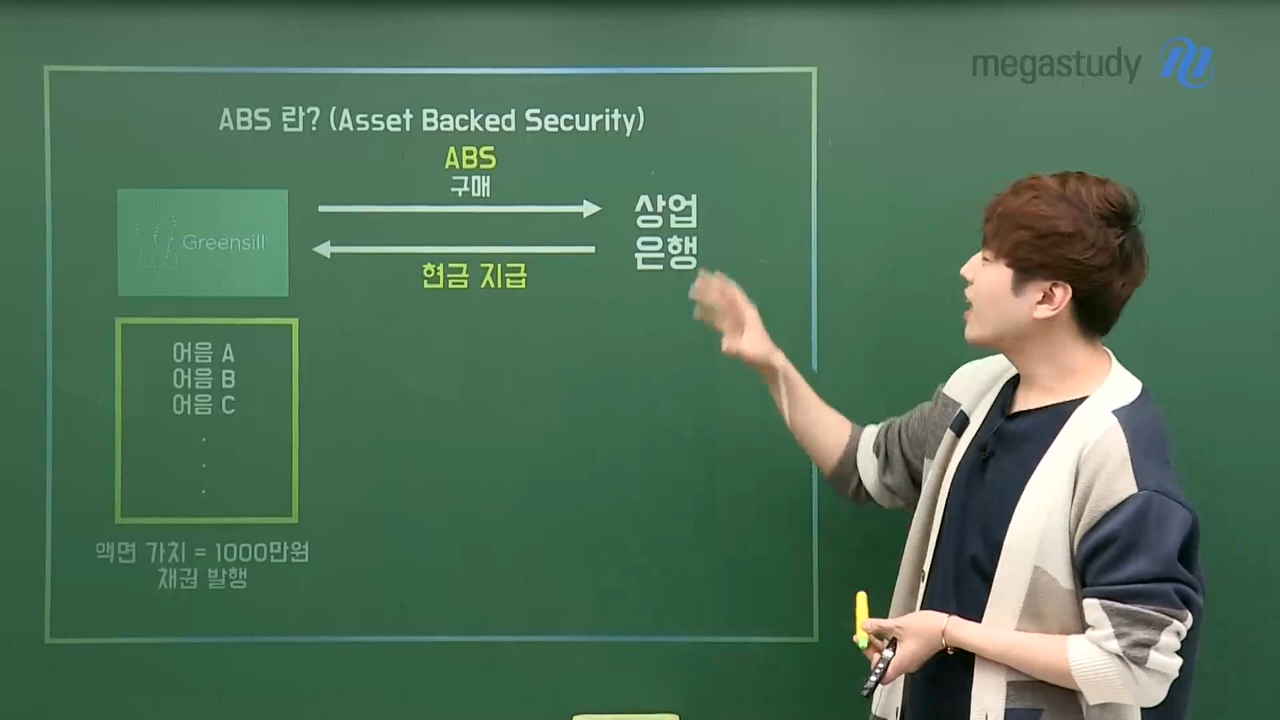 megastudy
ABS 란? (Asset Backed Security)
ABS
구매
상업
은행
Greensill
현금 지급
어음 A
어음 B
어음 C
액면 가치 = 1000만원
채권 발행